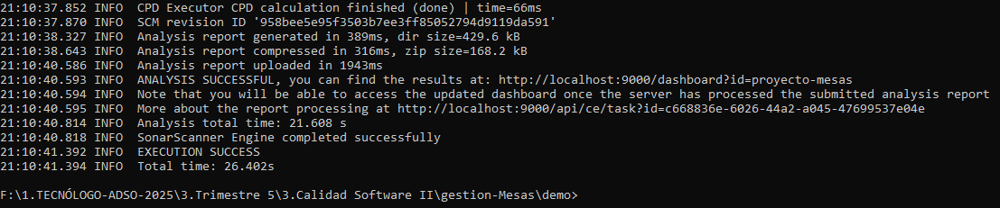 21:10:37.852 INFO  CPD Executor CPD calculation finished (done) | time=66ms
21:10:37.870 INFO  SCM revision ID '958bee5e95f3503b7ee3ff85052794d9119da591'
21:10:38.327 INFO  Analysis report generated in 389ms, dir size=429.6 kB
21:10:38.643 INFO  Analysis report compressed in 316ms, zip size=168.2 kB
21:10:40.586 INFO  Analysis report uploaded in 1943ms
21:10:40.593 INFO  ANALYSIS SUCCESSFUL, you can find the results at: http://localhost:9000/dashboard?id=proyecto-mesas
21:10:40.594 INFO  Note that you will be able to access the updated dashboard once the server has processed the submitted analysis report
21:10:40.595 INFO  More about the report processing at http://localhost:9000/api/ce/task?id=c668836e-6026-44a2-a045-47699537e04e
21:10:40.814 INFO  Analysis total time: 21.608 s
21:10:40.818 INFO  SonarScanner Engine completed successfully
21:10:41.392 INFO  EXECUTION SUCCESS
21:10:41.394 INFO  Total time: 26.402s
F:\1.TECNÓLOGO-ADSO-2025\3.Trimestre 5\3.Calidad Software II\gestion-Mesas\demo>